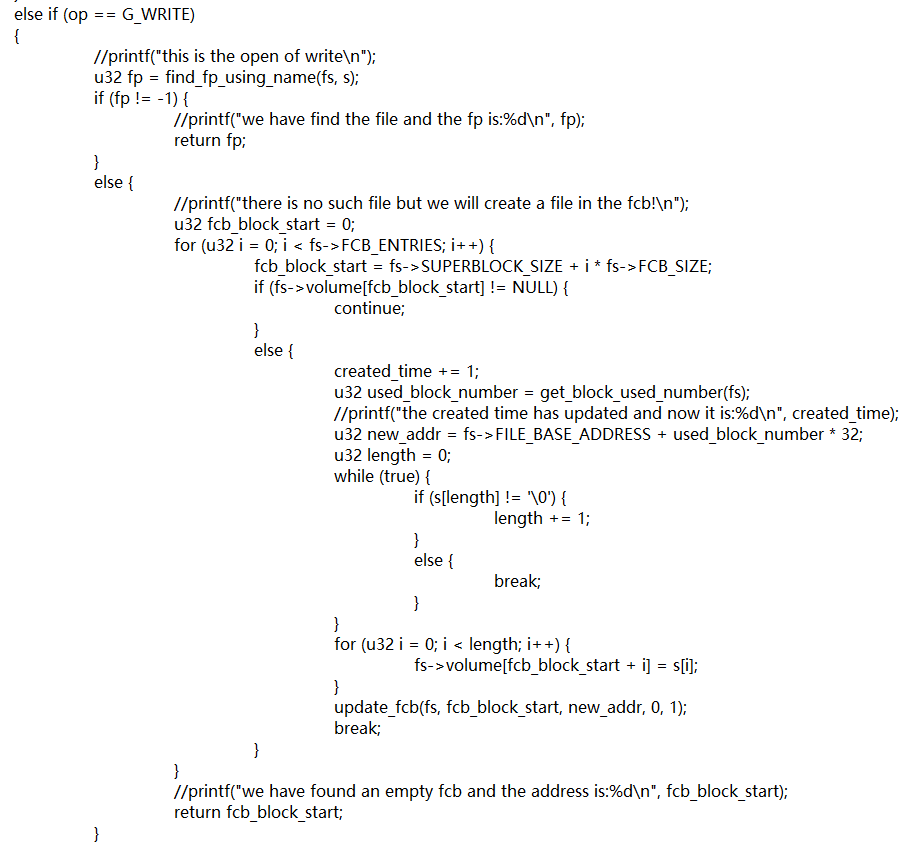 else if (op == G_WRITE)
{
//printf("this is the open of write\n");
u32 fp = find_fp_using_name(fs, s);
if (fp != -1) {
//printf("we have find the file and the fp is:%d\n", fp);
return fp;
}
else {
//printf("there is no such file but we will create a file in the fcb!\n");
u32 fcb_block_start = 0;
for (u32 i = 0; i < fs->FCB_ENTRIES; i++) {
fcb_block_start = fs->SUPERBLOCK_SIZE + i * fs->FCB_SIZE;
if (fs->volume[fcb_block_start] != NULL) {
continue;
}
else {
created_time += 1;
u32 used_block_number = get_block_used_number(fs);
//printf("the created time has updated and now it is:%d\n", created_time);
u32 new_addr = fs->FILE_BASE_ADDRESS + used_block_number * 32;
u32 length = 0;
while (true) {
if (s[length] != '\0') {
length += 1;
}
else {
break;
}
}
for (u32 i = 0; i < length; i++) {
fs->volume[fcb_block_start + i] = s[i];
}
update_fcb(fs, fcb_block_start, new_addr, 0, 1);
break;
}
}
//printf("we have found an empty fcb and the address is:%d\n", fcb_block_start);
return fcb_block_start;
}